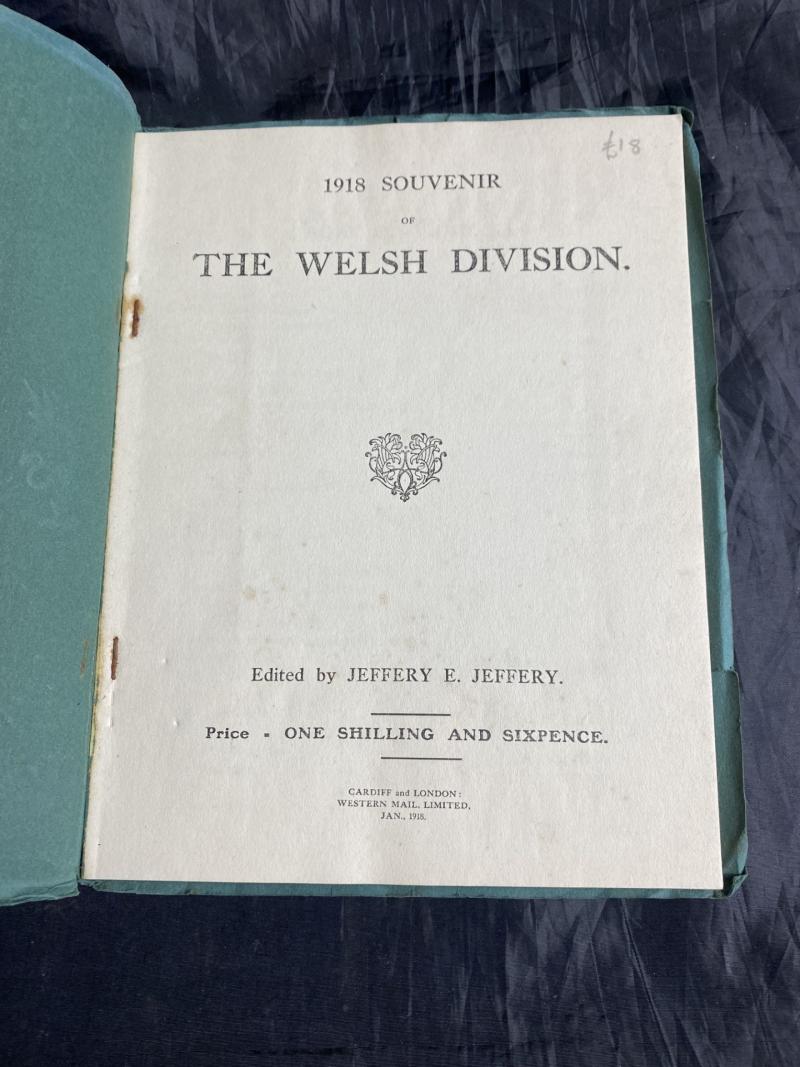 £18
1918 SOUVENIR
OF
THE WELSH DIVISION.
Edited by JEFFERY E. JEFFERY.
Price - ONE SHILLING AND SIXPENCE.
CARDIFF and LONDON:
WESTERN MAIL, LIMITED,
JAN., 1918.